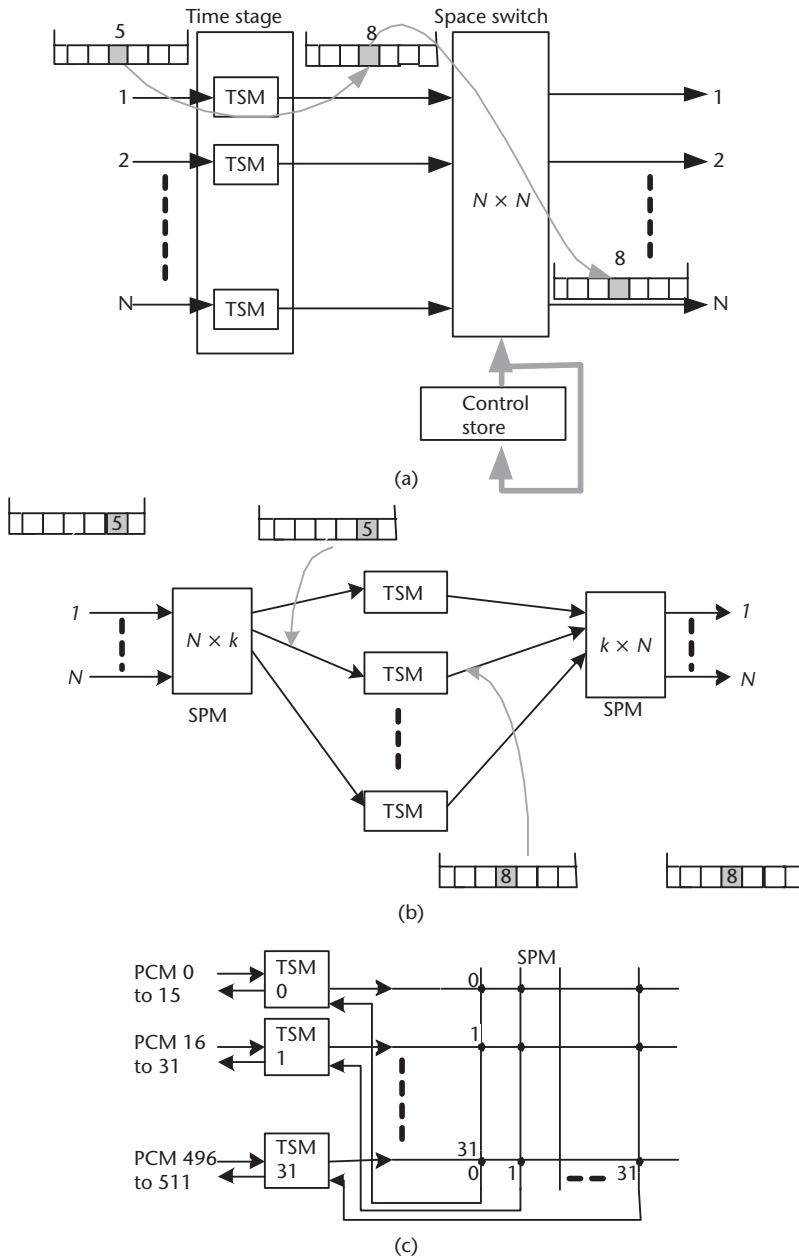 Time stage
Space switch
5
8
1
TSM
1
2
TSM
2
N × N
8
N
TSM
N
Control
store
(a)
5
5
TSM
1
N × k
k × N
1
N
TSM
N
SPM
SPM
TSM
8
8
(b)
SPM
PCM 0
to 15
TSM
0
0
PCM 16
to 31
TSM
1
1
PCM 496
to 511
TSM
31
31
0
1
31
(c)